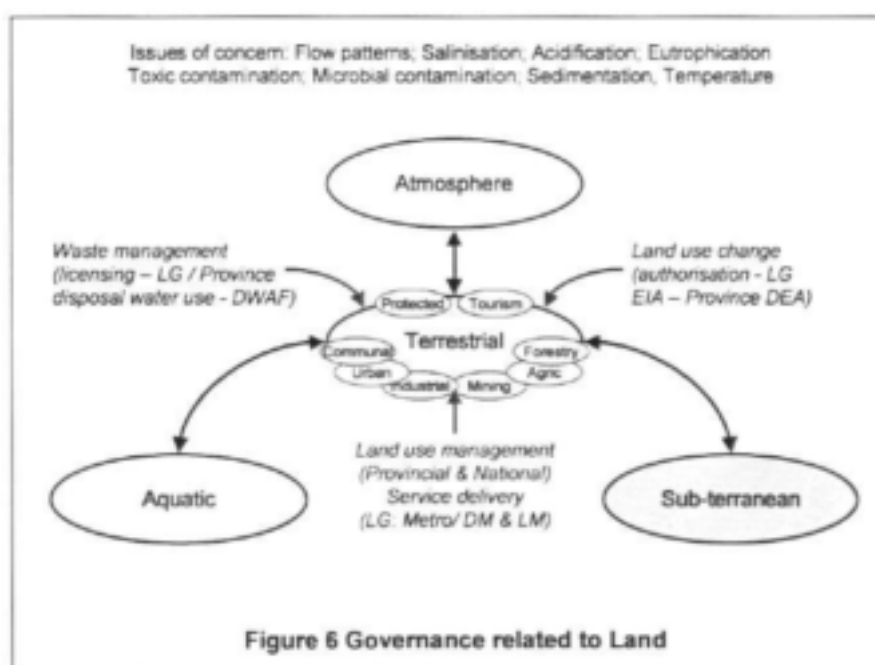 Issues of concern: Flow patterns; Salinisation; Acidification; Eutrophication
Toxic contamination; Microbial contamination; Sedimentation, Temperature
Atmosphere
Waste management
(licensing – LG / Province
disposal water use - DWAF)
Land use change
(authorisation - LG
EIA – Province DEA)
Protected
Tourism
Terrestrial
Communal
Forestry
Urban
Agric
Industrial
Mining
Land use management
(Provincial & National)
Service delivery
(LG: Metro/ DM & LM)
Aquatic
Sub-terranean
Figure 6 Governance related to Land